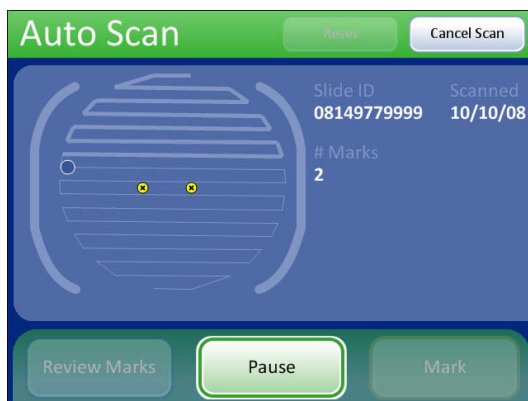 Auto Scan
Reset
Cancel Scan
Slide ID
Scanned
08149779999
10/10/08
# Marks
2
Review Marks
Pause
Mark